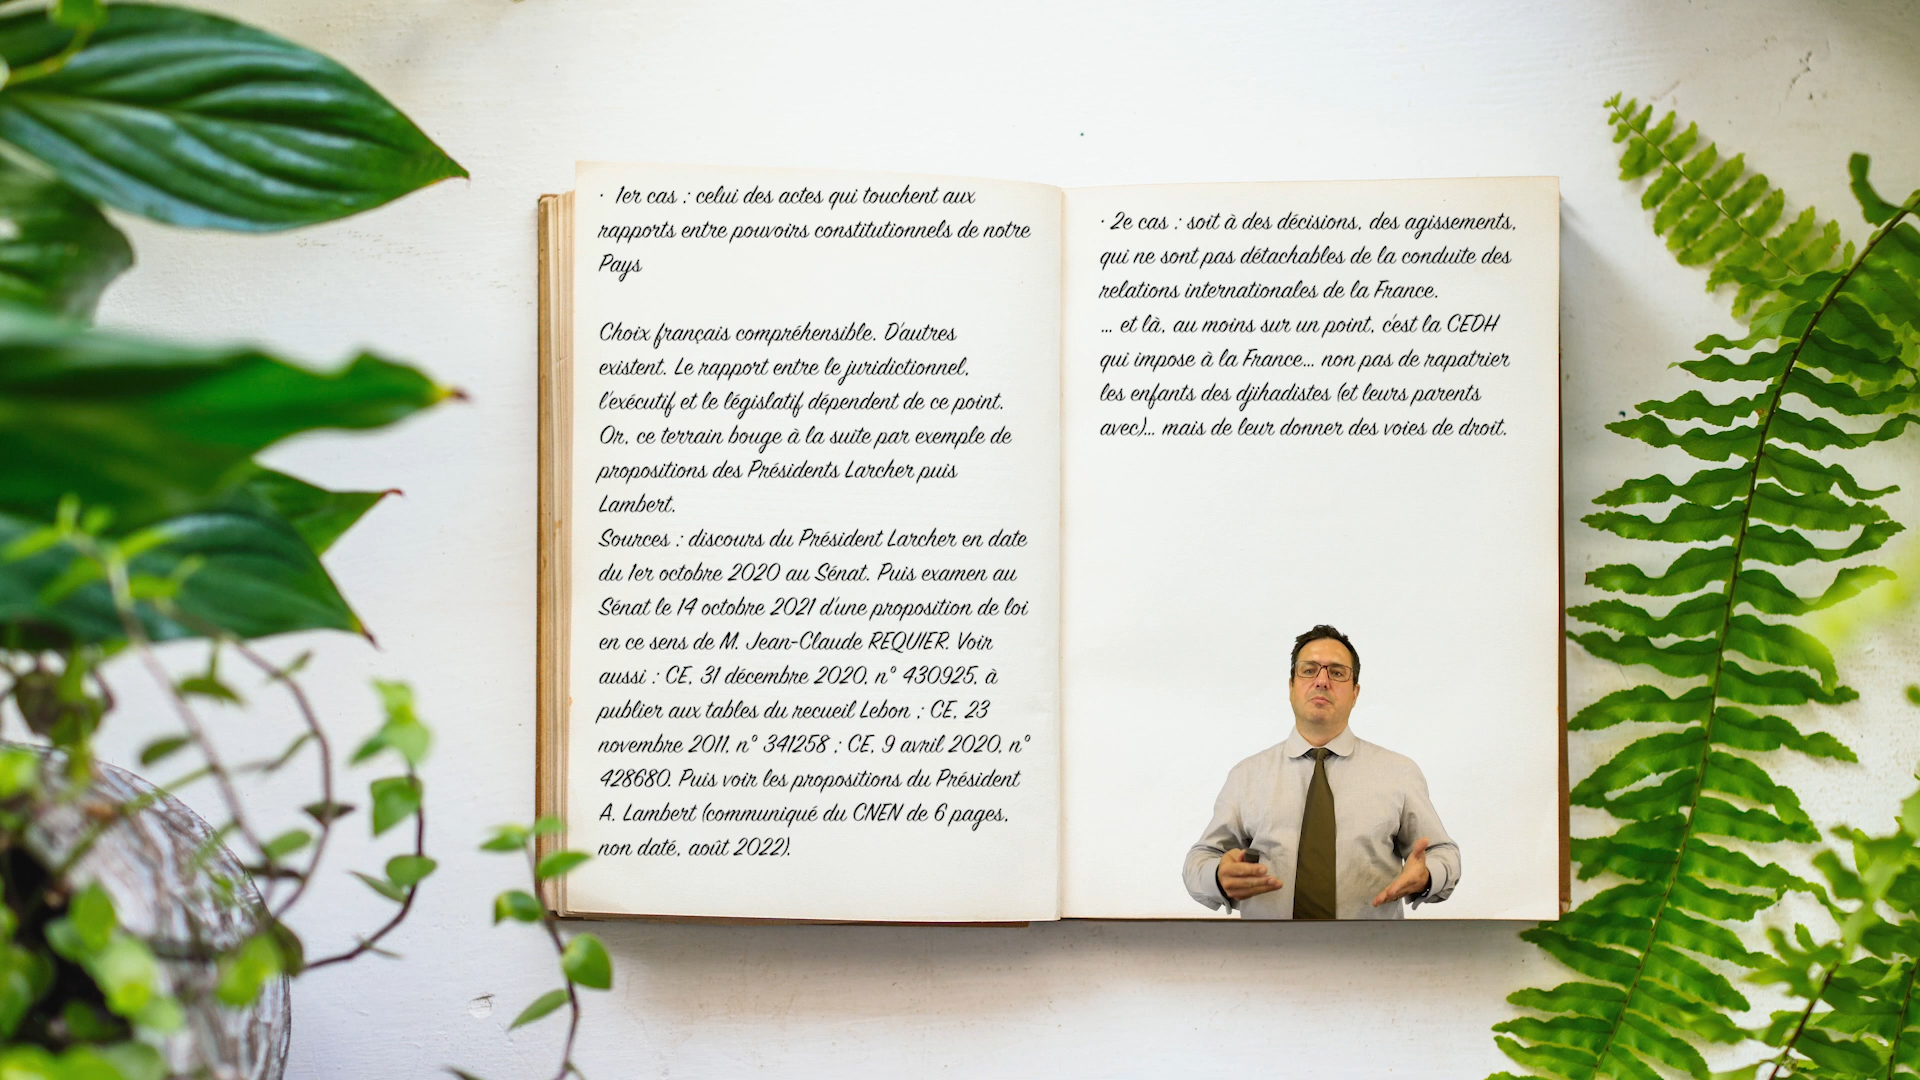 · 1er cas : celui des actes qui touchent aux
rapports entre pouvoirs constitutionnels de notre
Pays
Choix français compréhensible. D'autres
existent. Le rapport entre le juridictionnel,
l'exécutif et le législatif dépendent de ce point.
Or, ce terrain bouge à la suite par exemple de
propositions des Présidents Larcher puis
Lambert.
Sources : discours du Président Larcher en date
du 1er octobre 2020 au Sénat. Puis examen au
Sénat le 14 octobre 2021 d'une proposition de loi
en ce sens de M. Jean-Claude REQUIER. Voir
aussi : CE, 31 décembre 2020, n° 430925, à
publier aux tables du recueil Lebon ; CE, 23
novembre 2011, n° 341258 ; CE, 9 avril 2020, n°
428680. Puis voir les propositions du Président
A. Lambert (communiqué du CNEN de 6 pages,
non daté, août 2022).
· 2e cas : soit à des décisions, des agissements,
qui ne sont pas détachables de la conduite des
relations internationales de la France.
... et là, au moins sur un point, c'est la CEDH
qui impose à la France... non pas de rapatrier
les enfants des djihadistes (et leurs parents
avec)... mais de leur donner des voies de droit.